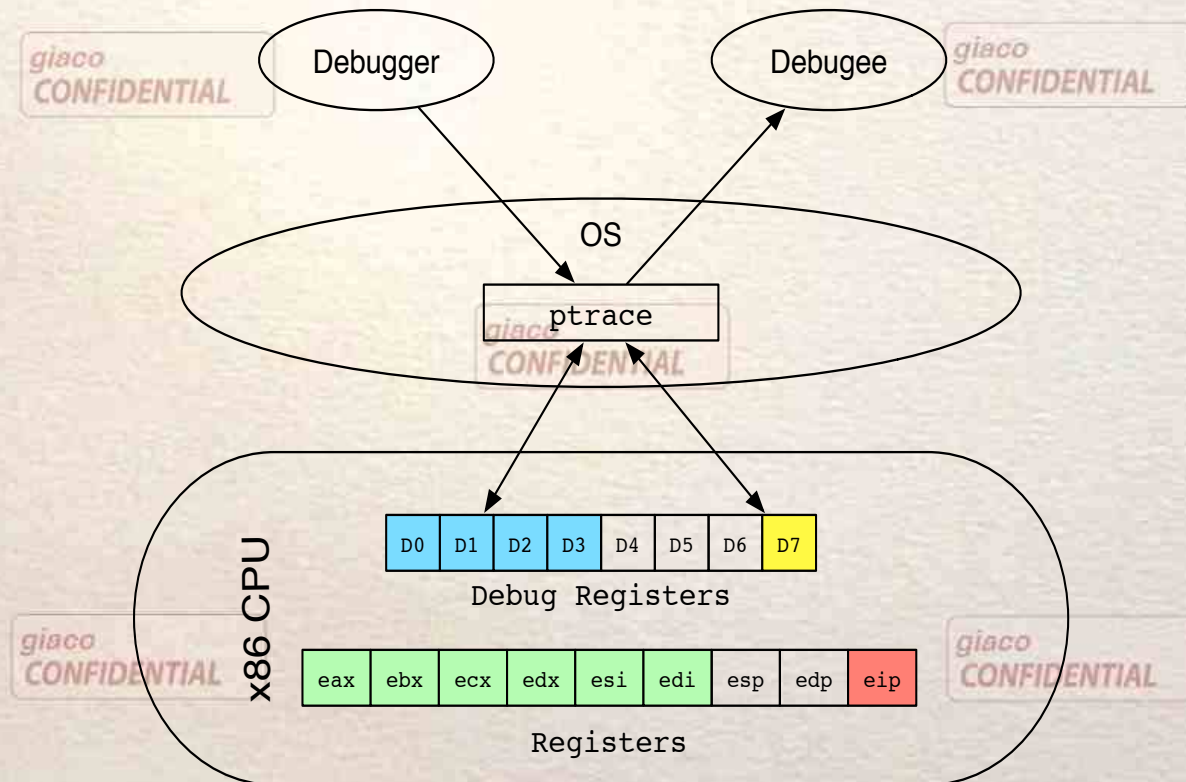 Debugger
Debugee
giaco
CONFIDENTIAL
giaco
CONFIDENTIAL
OS
ptrace
giaco
CONFIDENTIAL
D0 D1 D2 D3 D4 D5 D6 D7
Debug Registers
x86 CPU
giaco
CONFIDENTIAL
giaco
CONFIDENTIAL
eax ebx ecx edx esi edi esp edp eip
Registers